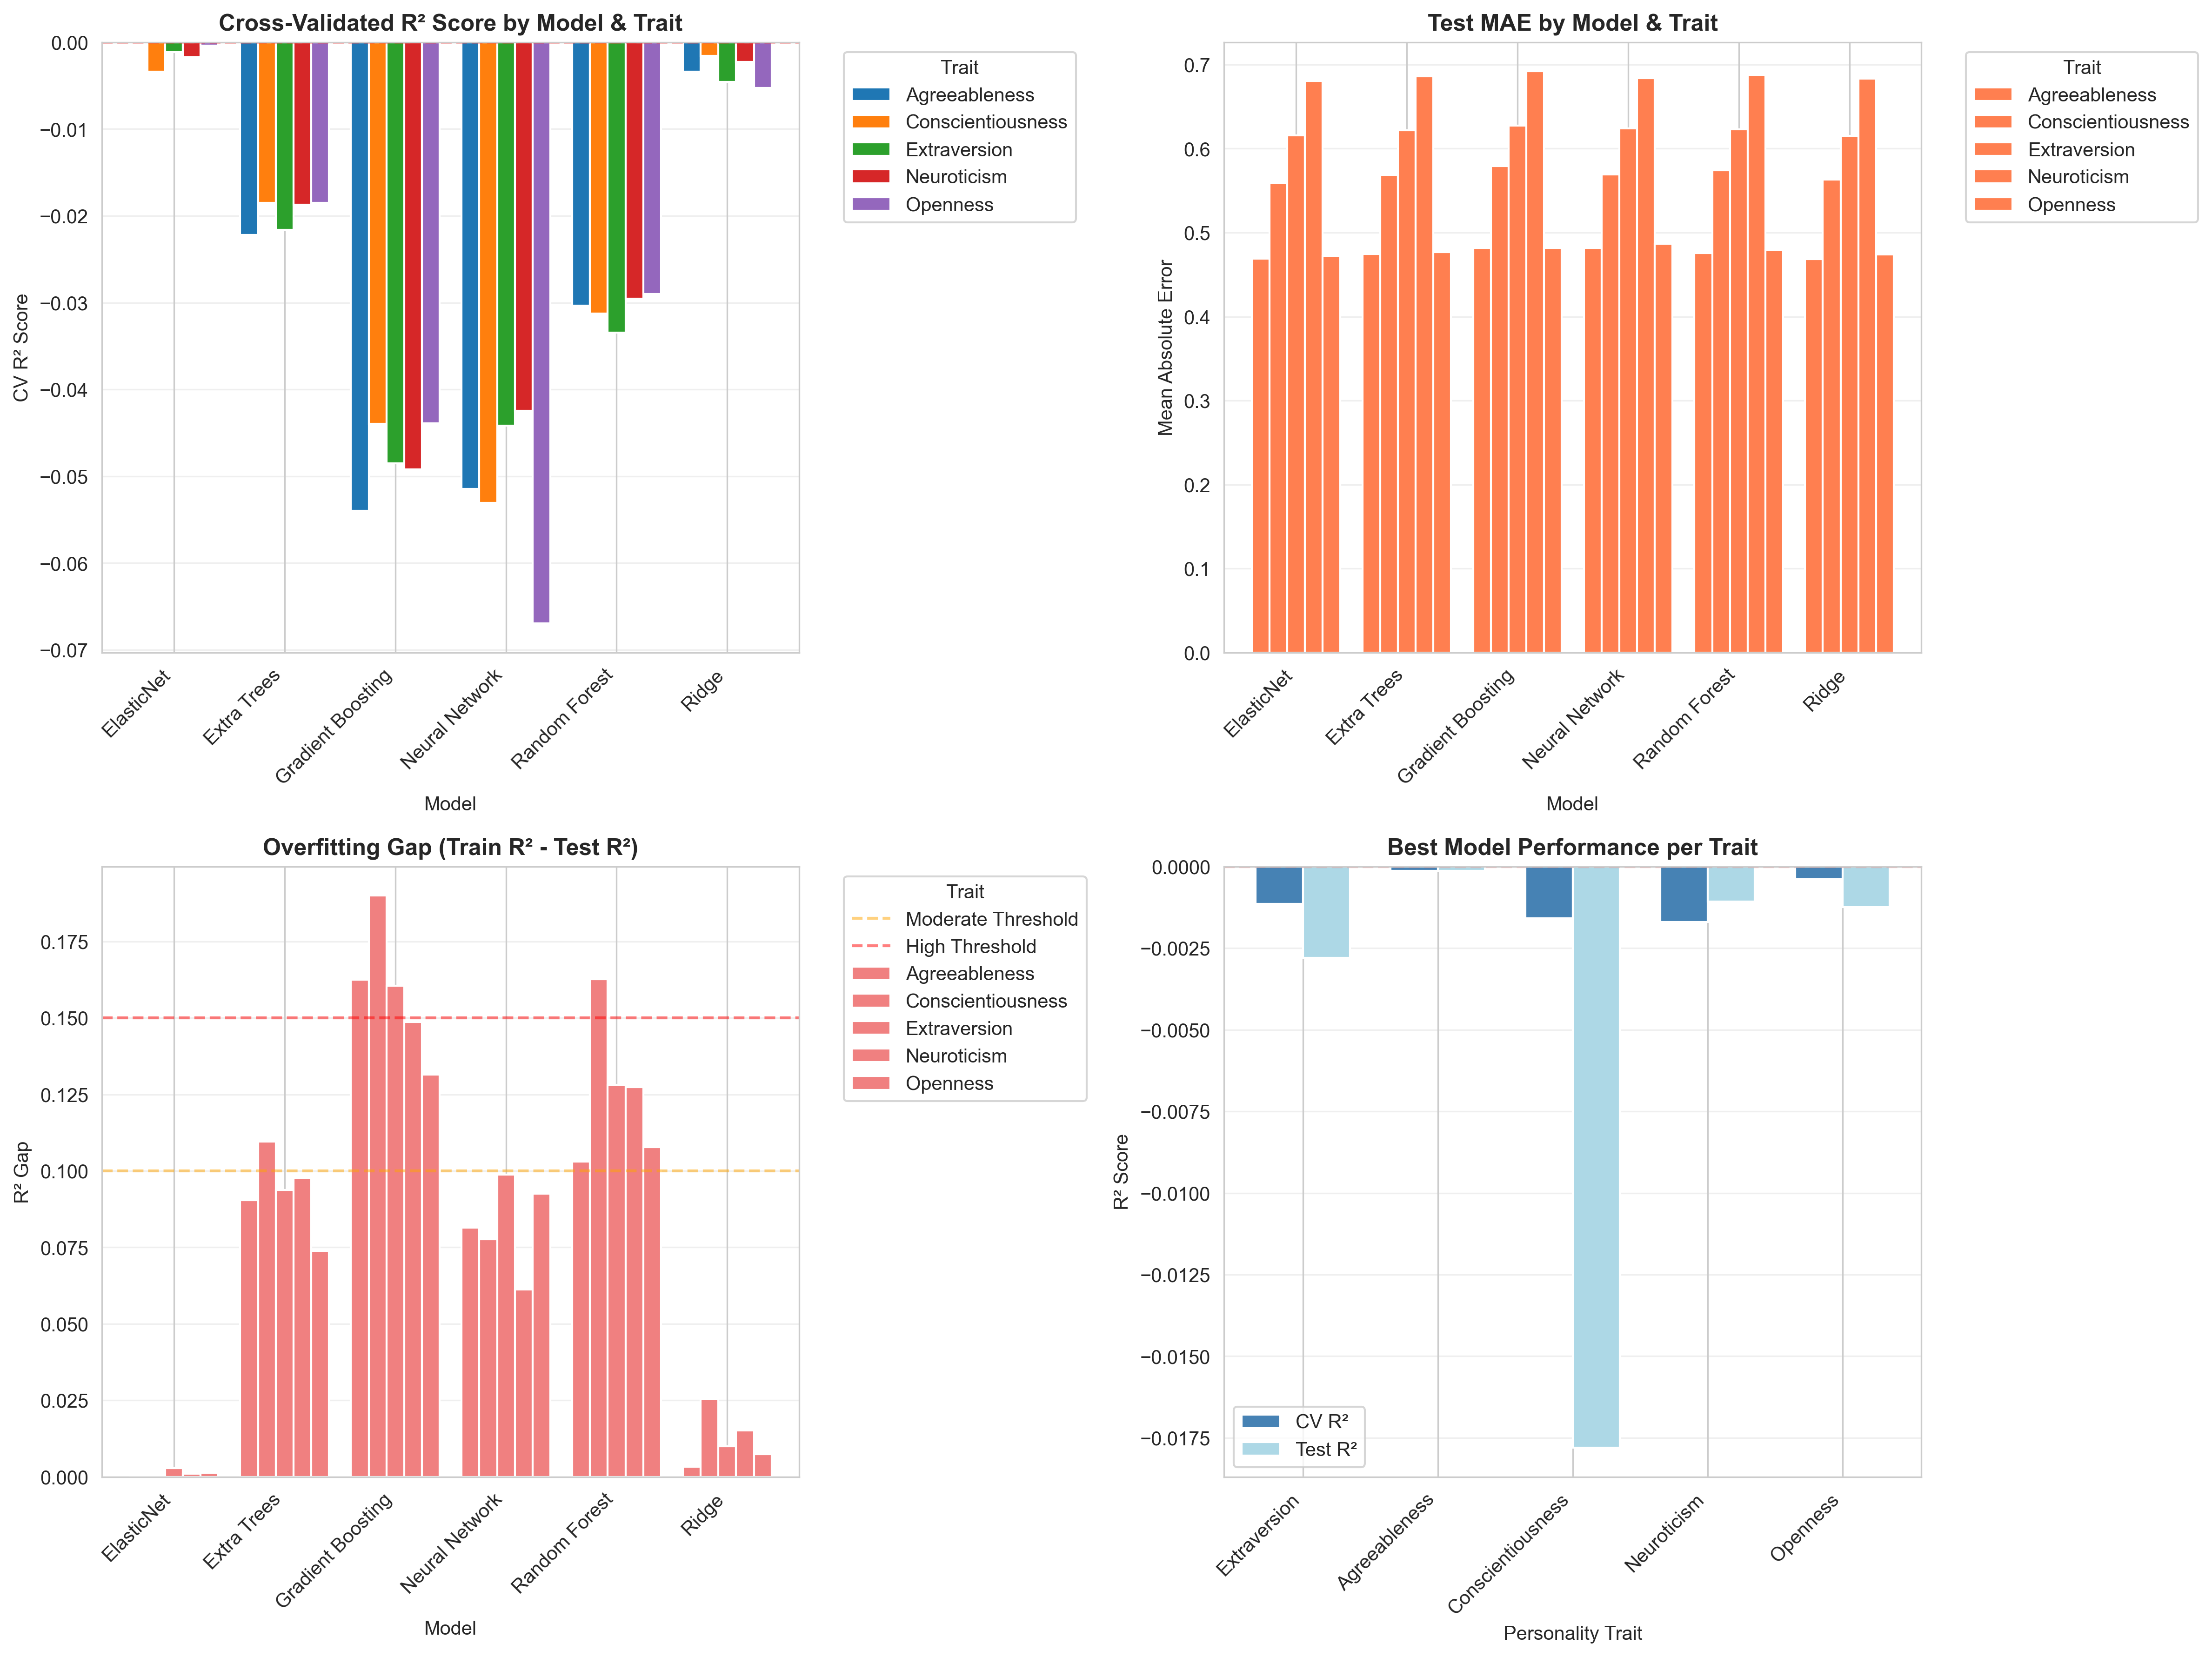 Cross-Validated R² Score by Model & Trait
0.00
−0.01
−0.02
−0.03
−0.04
−0.05
−0.06
−0.07
CV R² Score
ElasticNet
Extra Trees
Gradient Boosting
Neural Network
Random Forest
Ridge
Model
Trait
Agreeableness
Conscientiousness
Extraversion
Neuroticism
Openness
Test MAE by Model & Trait
0.7
0.6
0.5
0.4
0.3
0.2
0.1
0.0
Mean Absolute Error
ElasticNet
Extra Trees
Gradient Boosting
Neural Network
Random Forest
Ridge
Model
Trait
Agreeableness
Conscientiousness
Extraversion
Neuroticism
Openness
Overfitting Gap (Train R² - Test R²)
0.175
0.150
0.125
0.100
0.075
0.050
0.025
0.000
R² Gap
ElasticNet
Extra Trees
Gradient Boosting
Neural Network
Random Forest
Ridge
Model
Trait
Moderate Threshold
High Threshold
Agreeableness
Conscientiousness
Extraversion
Neuroticism
Openness
Best Model Performance per Trait
0.0000
−0.0025
−0.0050
−0.0075
−0.0100
−0.0125
−0.0150
−0.0175
R² Score
CV R²
Test R²
Extraversion
Agreeableness
Conscientiousness
Neuroticism
Openness
Personality Trait